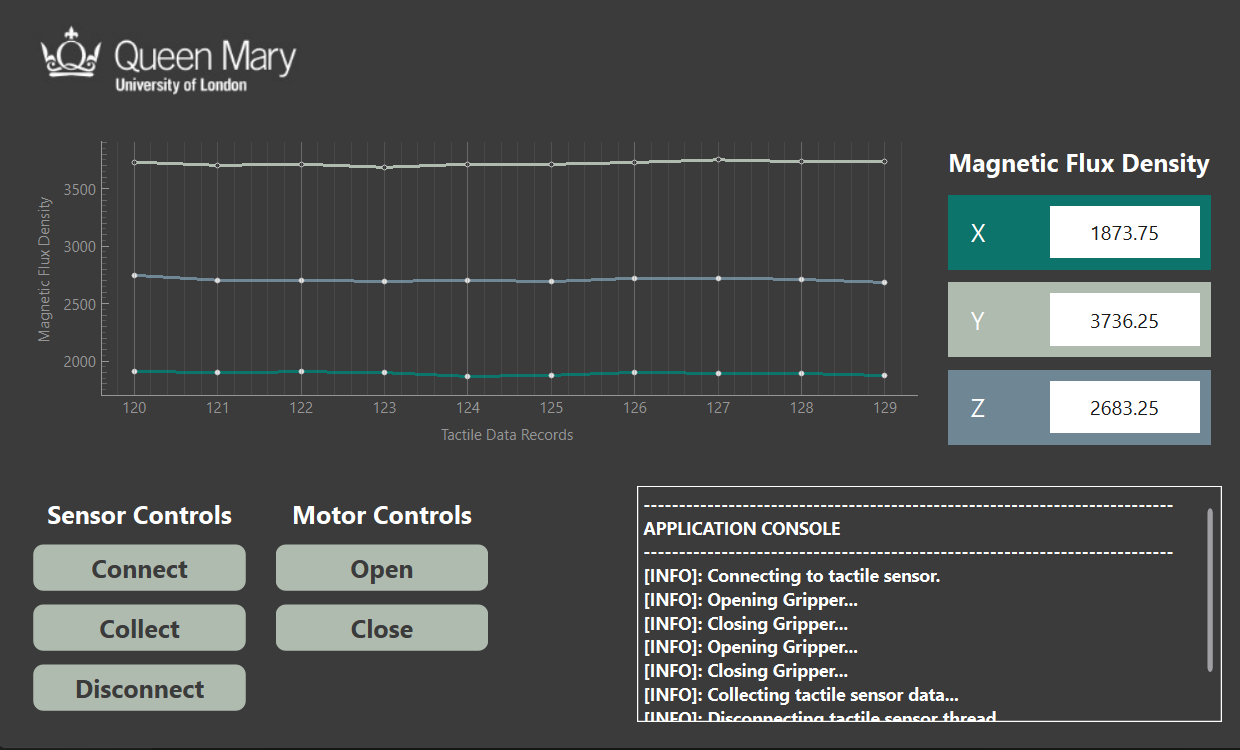 Queen Mary
University of London
Magnetic Flux Density
3500
3000
2500
2000
Magnetic Flux Density
120 121 122 123 124 125 126 127 128 129
Tactile Data Records
X 1873.75
Y 3736.25
Z 2683.25
Sensor Controls
Connect
Collect
Disconnect
Motor Controls
Open
Close
--------------------------------------------------------------------------
APPLICATION CONSOLE
--------------------------------------------------------------------------
[INFO]: Connecting to tactile sensor.
[INFO]: Opening Gripper...
[INFO]: Closing Gripper...
[INFO]: Opening Gripper...
[INFO]: Closing Gripper...
[INFO]: Collecting tactile sensor data...
[INFO]: Disconnecting tactile sensor thread